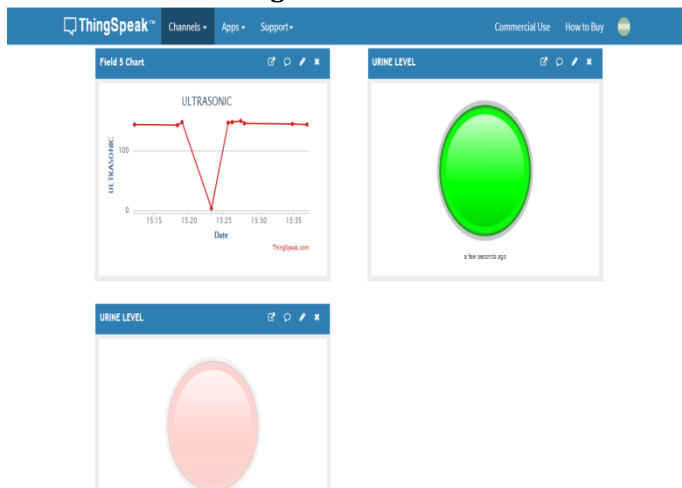 ThingSpeak™ Channels Apps Support Commercial Use How to Buy MM
Field 5 Chart
ULTRASONIC
ULTRASONIC
100
0
15:15 15:20 15:25 15:30 15:35
Date
ThingSpeak.com
URINE LEVEL
a few seconds ago
URINE LEVEL